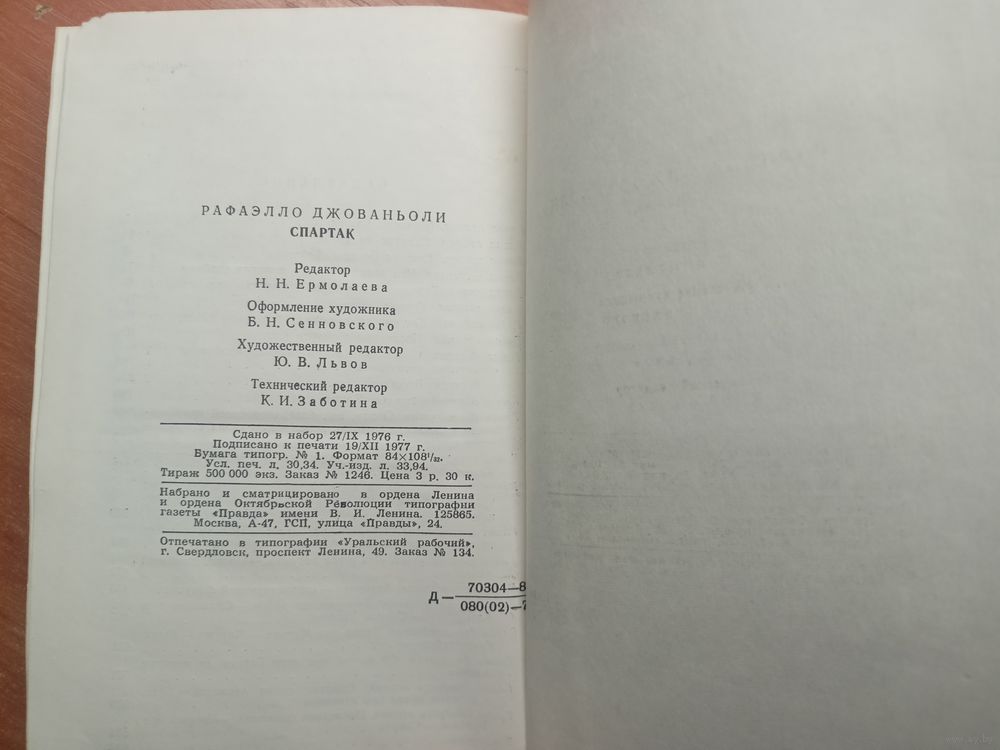 РАФАЭЛЛО ДЖОВАНЬОЛИ
СПАРТАК
Редактор
Н. Н. Ермолаева
Оформление художника
Б. Н. Сенновского
Художественный редактор
Ю. В. Львов
Технический редактор
К. И. Заботина
Сдано в набор 27/IX 1976 г.
Подписано к печати 19/XII 1977 г.
Бумага типогр. № 1. Формат 84×108¹/₃₂.
Усл. печ. л. 30,34. Уч.-изд. л. 33,94.
Тираж 500 000 экз. Заказ № 1246. Цена 3 р. 30 к.
Набрано и сматрицировано в ордена Ленина
и ордена Октябрьской Революции типографии
газеты «Правда» имени В. И. Ленина. 125865.
Москва, А-47, ГСП, улица «Правды», 24.
Отпечатано в типографии «Уральский рабочий»,
г. Свердловск, проспект Ленина, 49. Заказ № 134.
70304—8
Д —
080(02)—7
www.ay.by